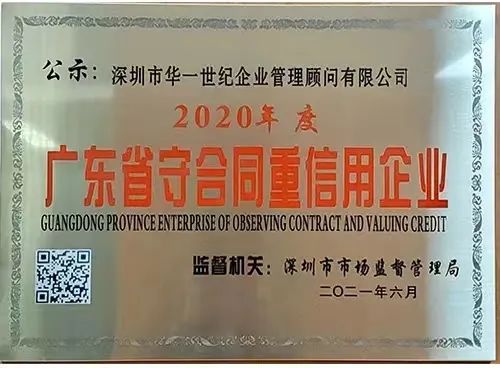 公示：深圳市华一世纪企业管理顾问有限公司
2020年度
广东省守合同重信用企业
GUANGDONG PROVINCE ENTERPRISE OF OBSERVING CONTRACT AND VALUING CREDIT
监督机关：深圳市市场监督管理局
二〇二一年六月